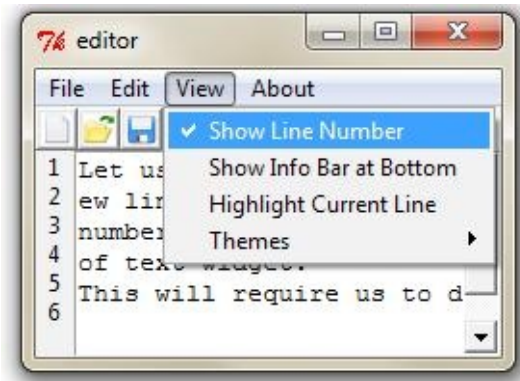 editor
File Edit View About
Show Line Number
Show Info Bar at Bottom
Highlight Current Line
Themes
1 Let us
2 ew lin
3 number
4 of text widget.
5 This will require us to d
6